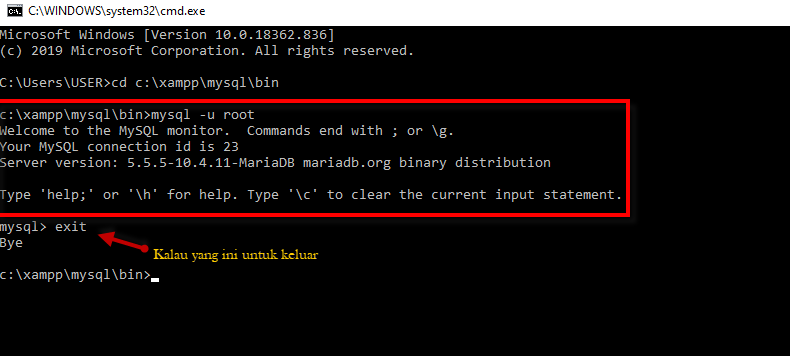 C:\WINDOWS\system32\cmd.exe
Microsoft Windows [Version 10.0.18362.836]
(c) 2019 Microsoft Corporation. All rights reserved.
C:\Users\USER>cd c:\xampp\mysql\bin
c:\xampp\mysql\bin>mysql -u root
Welcome to the MySQL monitor.  Commands end with ; or \g.
Your MySQL connection id is 23
Server version: 5.5.5-10.4.11-MariaDB mariadb.org binary distribution
Type 'help;' or '\h' for help. Type '\c' to clear the current input statement.
mysql> exit
Bye
Kalau yang ini untuk keluar
c:\xampp\mysql\bin>